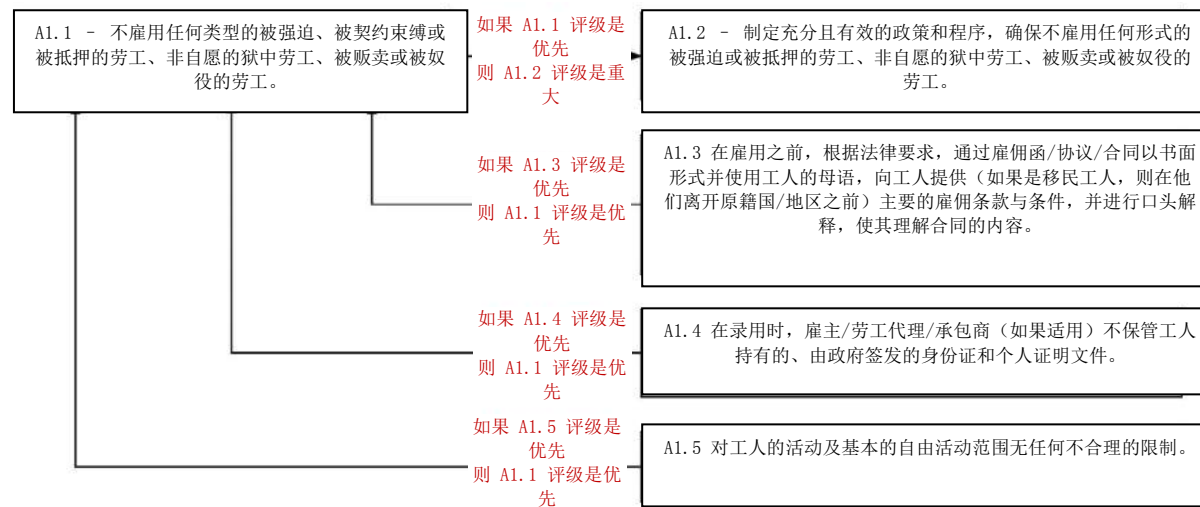 A1.1 – 不雇用任何类型的被强迫、被契约束缚或
被抵押的劳工、非自愿的狱中劳工、被贩卖或被奴
役的劳工。
如果 A1.1 评级是
优先
则 A1.2 评级是重
大
A1.2 – 制定充分且有效的政策和程序，确保不雇用任何形式的
被强迫或被抵押的劳工、非自愿的狱中劳工、被贩卖或被奴役的
劳工。
如果 A1.3 评级是
优先
则 A1.1 评级是优
先
A1.3 在雇用之前，根据法律要求，通过雇佣函/协议/合同以书面
形式并使用工人的母语，向工人提供（如果是移民工人，则在他
们离开原籍国/地区之前）主要的雇佣条款与条件，并进行口头解
释，使其理解合同的内容。
如果 A1.4 评级是
优先
则 A1.1 评级是优
先
A1.4 在录用时，雇主/劳工代理/承包商（如果适用）不保管工人
持有的、由政府签发的身份证和个人证明文件。
如果 A1.5 评级是
优先
则 A1.1 评级是优
先
A1.5 对工人的活动及基本的自由活动范围无任何不合理的限制。